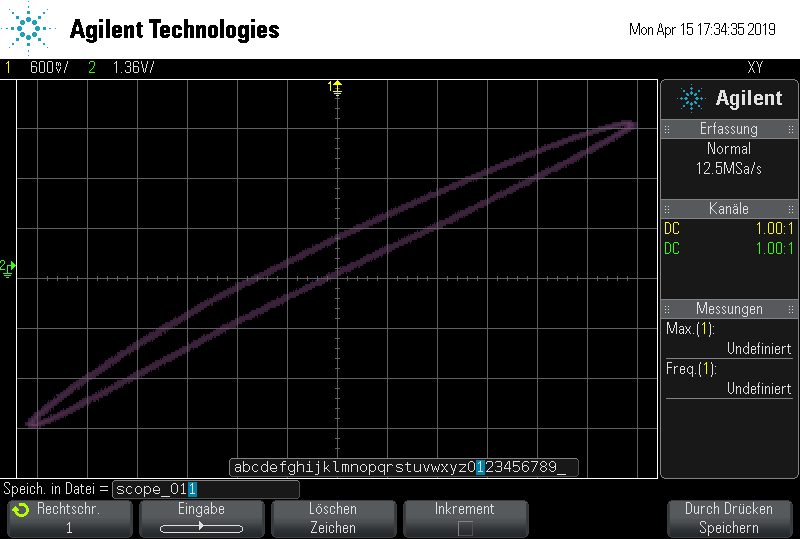 Agilent Technologies
Mon Apr 15 17:34:35 2019
1 600mV/ 2 1.36V/ XY
1
Agilent
Erfassung
Normal
12.5MSa/s
Kanäle
DC 1.00:1
DC 1.00:1
2
Messungen
Max.(1):
Undefiniert
Freq.(1):
Undefiniert
abcdefghijklmnopqrstuvwxyz0123456789_
Speich. in Datei = scope_011
Rechtschr.
1
Eingabe
Löschen
Zeichen
Inkrement
Durch Drücken
Speichern